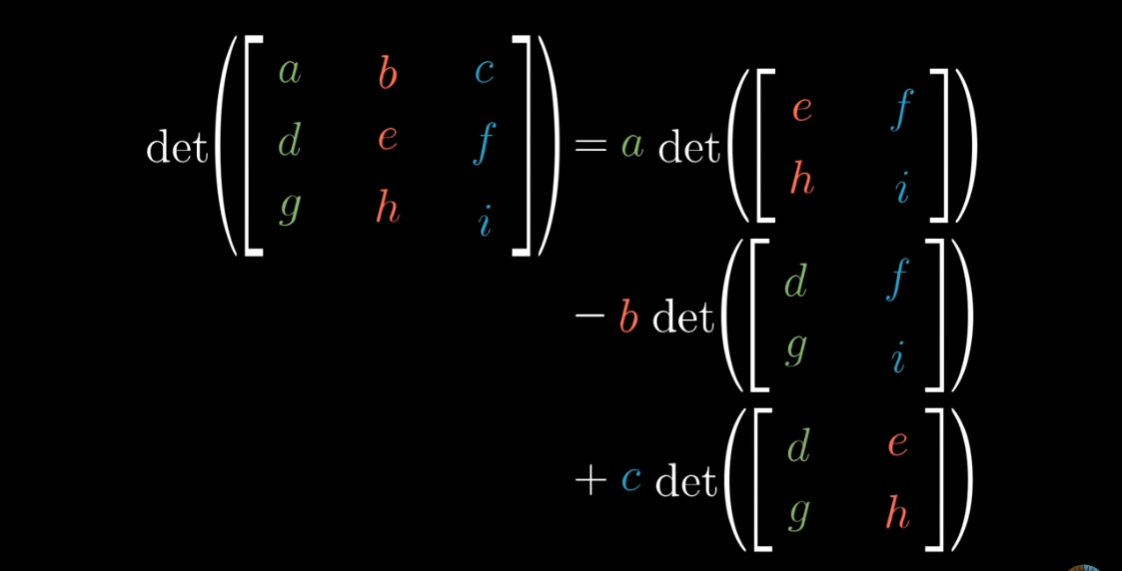 det([a b c
d e f
g h i]) = a det([e f
h i])
− b det([d f
g i])
+ c det([d e
g h])